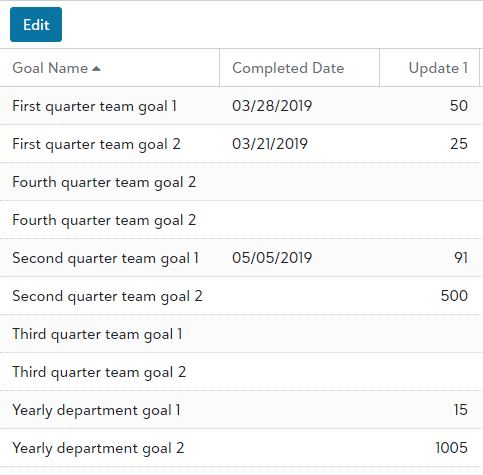 Edit
Goal Name Completed Date Update 1
First quarter team goal 1 03/28/2019 50
First quarter team goal 2 03/21/2019 25
Fourth quarter team goal 2
Fourth quarter team goal 2
Second quarter team goal 1 05/05/2019 91
Second quarter team goal 2 500
Third quarter team goal 1
Third quarter team goal 2
Yearly department goal 1 15
Yearly department goal 2 1005